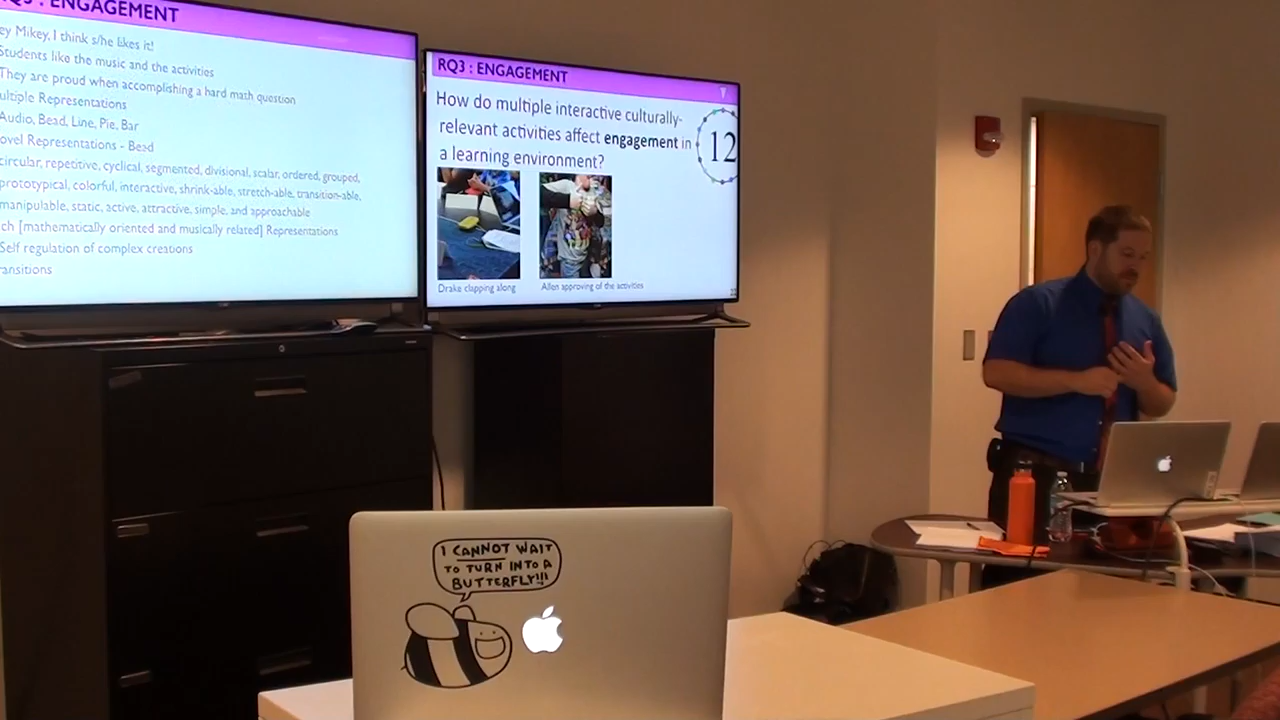 : ENGAGEMENT
ey Mikey, I think s/he likes it!
Students like the music and the activities
They are proud when accomplishing a hard math question
ultiple Representations
Audio, Bead, Line, Pie, Bar
ovel Representations - Bead
circular, repetitive, cyclical, segmented, divisional, scalar, ordered, grouped,
prototypical, colorful, interactive, shrink-able, stretch-able, transition-able,
manipulable, static, active, attractive, simple, and approachable
ch [mathematically oriented and musically related] Representations
Self regulation of complex creations
ransitions
RQ3 : ENGAGEMENT
How do multiple interactive culturally-
relevant activities affect engagement in
a learning environment?
12
Drake clapping along
Allen approving of the activities
I CANNOT WAIT
TO TURN INTO A
BUTTERFLY!!!